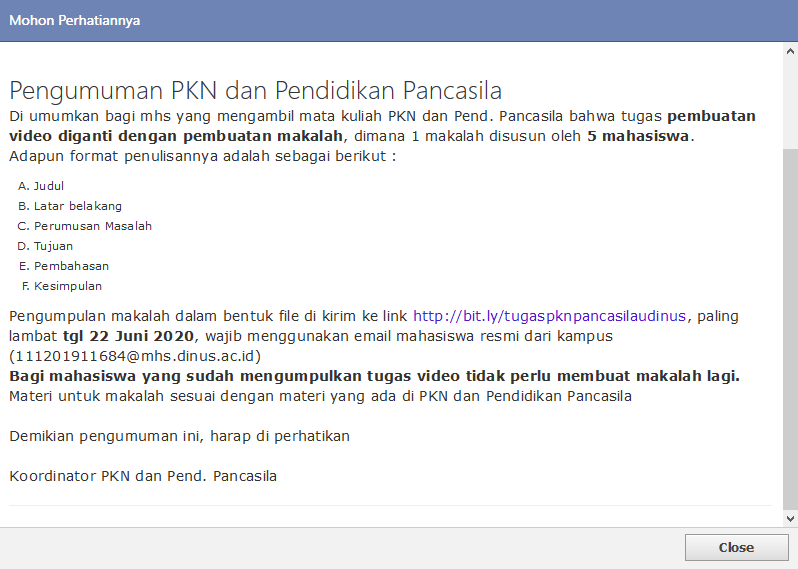 Mohon Perhatiannya
Pengumuman PKN dan Pendidikan Pancasila
Di umumkan bagi mhs yang mengambil mata kuliah PKN dan Pend. Pancasila bahwa tugas pembuatan
video diganti dengan pembuatan makalah, dimana 1 makalah disusun oleh 5 mahasiswa.
Adapun format penulisannya adalah sebagai berikut :
A. Judul
B. Latar belakang
C. Perumusan Masalah
D. Tujuan
E. Pembahasan
F. Kesimpulan
Pengumpulan makalah dalam bentuk file di kirim ke link http://bit.ly/tugaspknpancasilaudinus, paling
lambat tgl 22 Juni 2020, wajib menggunakan email mahasiswa resmi dari kampus
(111201911684@mhs.dinus.ac.id)
Bagi mahasiswa yang sudah mengumpulkan tugas video tidak perlu membuat makalah lagi.
Materi untuk makalah sesuai dengan materi yang ada di PKN dan Pendidikan Pancasila
Demikian pengumuman ini, harap di perhatikan
Koordinator PKN dan Pend. Pancasila
Close